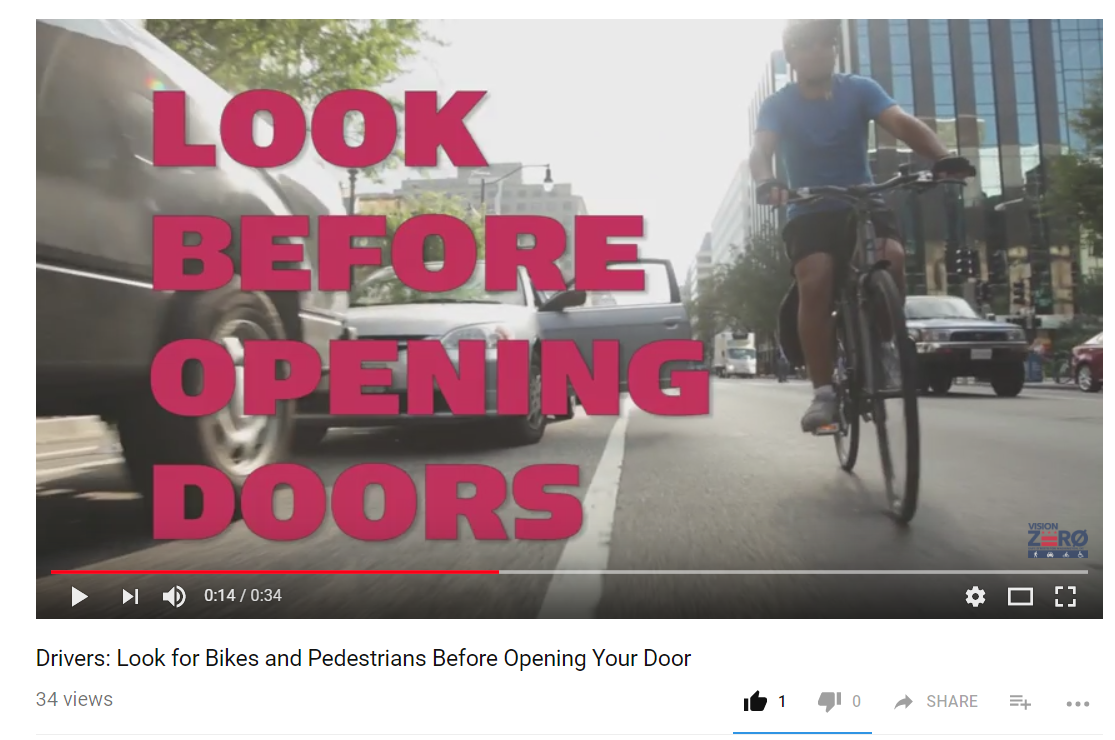 LOOK
BEFORE
OPENING
DOORS
VISION
ZERØ
0:14 / 0:34
Drivers: Look for Bikes and Pedestrians Before Opening Your Door
34 views
1
0
SHARE